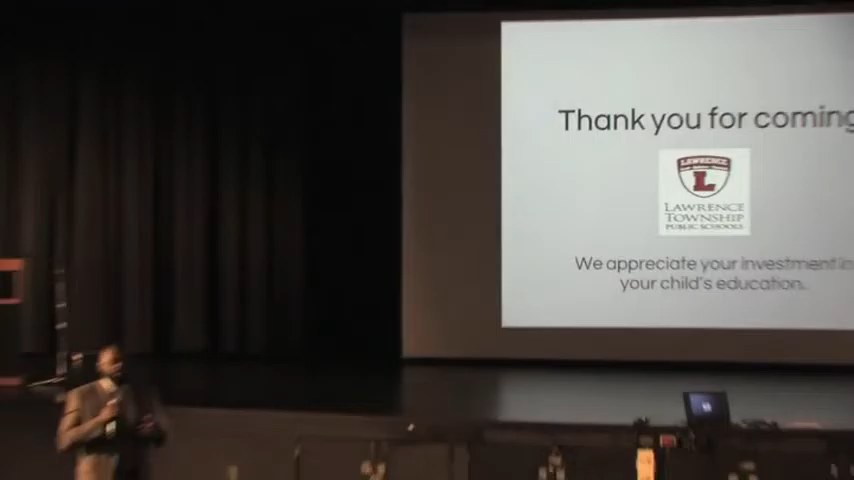 Thank you for coming
LAWRENCE
L
LAWRENCE
TOWNSHIP
PUBLIC SCHOOLS
We appreciate your investment in
your child's education.